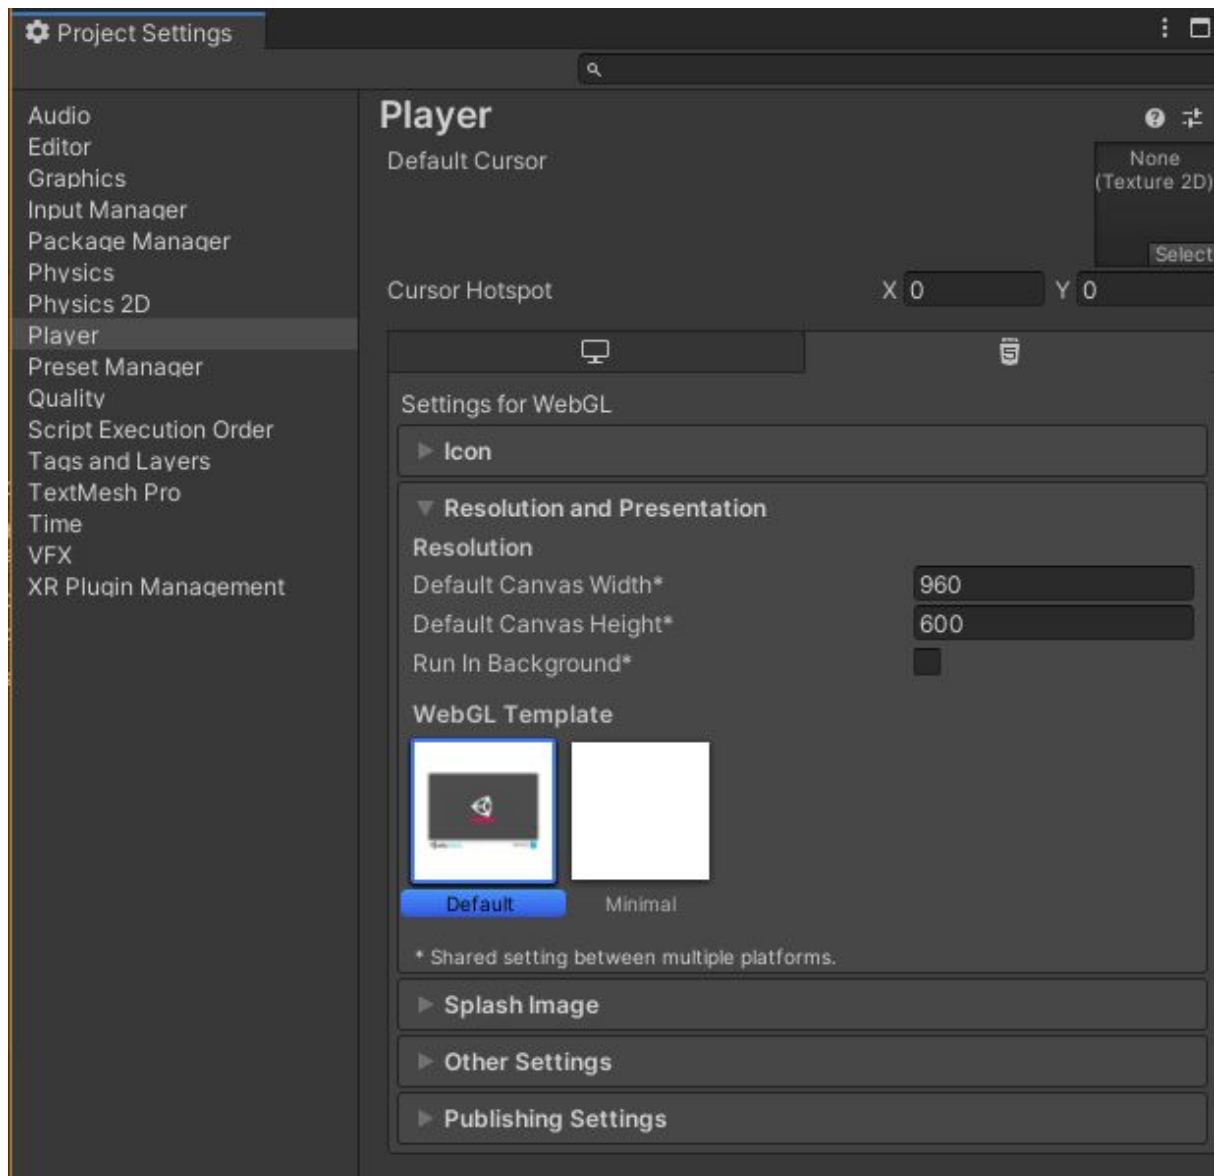 Project Settings
Audio
Editor
Graphics
Input Manager
Package Manager
Physics
Physics 2D
Player
Preset Manager
Quality
Script Execution Order
Tags and Layers
TextMesh Pro
Time
VFX
XR Plugin Management
Player
Default Cursor
None
(Texture 2D)
Select
Cursor Hotspot X 0 Y 0
Settings for WebGL
Icon
Resolution and Presentation
Resolution
Default Canvas Width* 960
Default Canvas Height* 600
Run In Background*
WebGL Template
Default Minimal
* Shared setting between multiple platforms.
Splash Image
Other Settings
Publishing Settings